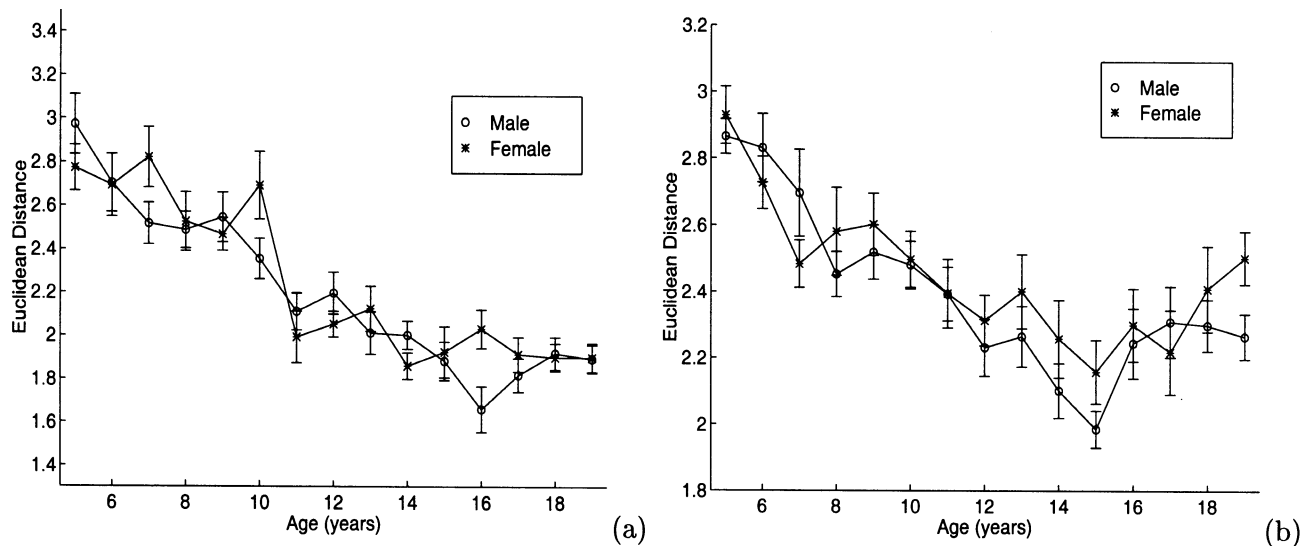 3.4
3.2
3
2.8
2.6
2.4
2.2
2
1.8
1.6
1.4
Euclidean Distance
Male
Female
6 8 10 12 14 16 18
Age (years)
(a)
3.2
3
2.8
2.6
2.4
2.2
2
1.8
Euclidean Distance
Male
Female
6 8 10 12 14 16 18
Age (years)
(b)